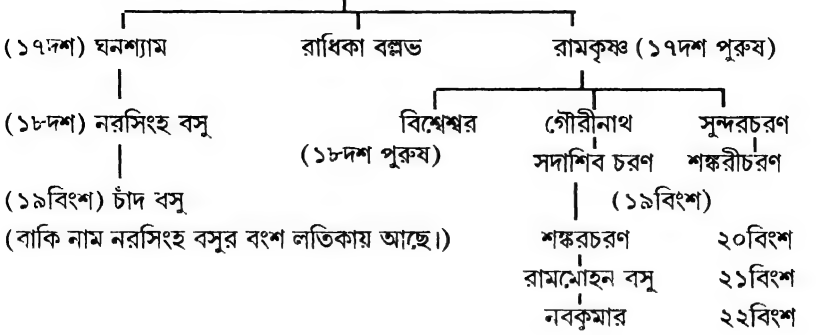 (১৭দশ) ঘনশ্যাম রাধিকা বল্লভ রামকৃষ্ণ (১৭দশ পুরুষ)
(১৮দশ) নরসিংহ বসু বিশ্বেশ্বর গৌরীনাথ সুন্দরচরণ
(১৮দশ পুরুষ) সদাশিব চরণ শঙ্করীচরণ
(১৯বিংশ) চাঁদ বসু (১৯বিংশ)
(বাকি নাম নরসিংহ বসুর বংশ লতিকায় আছে।) শঙ্করচরণ ২০বিংশ
রামমোহন বসু ২১বিংশ
নবকুমার ২২বিংশ